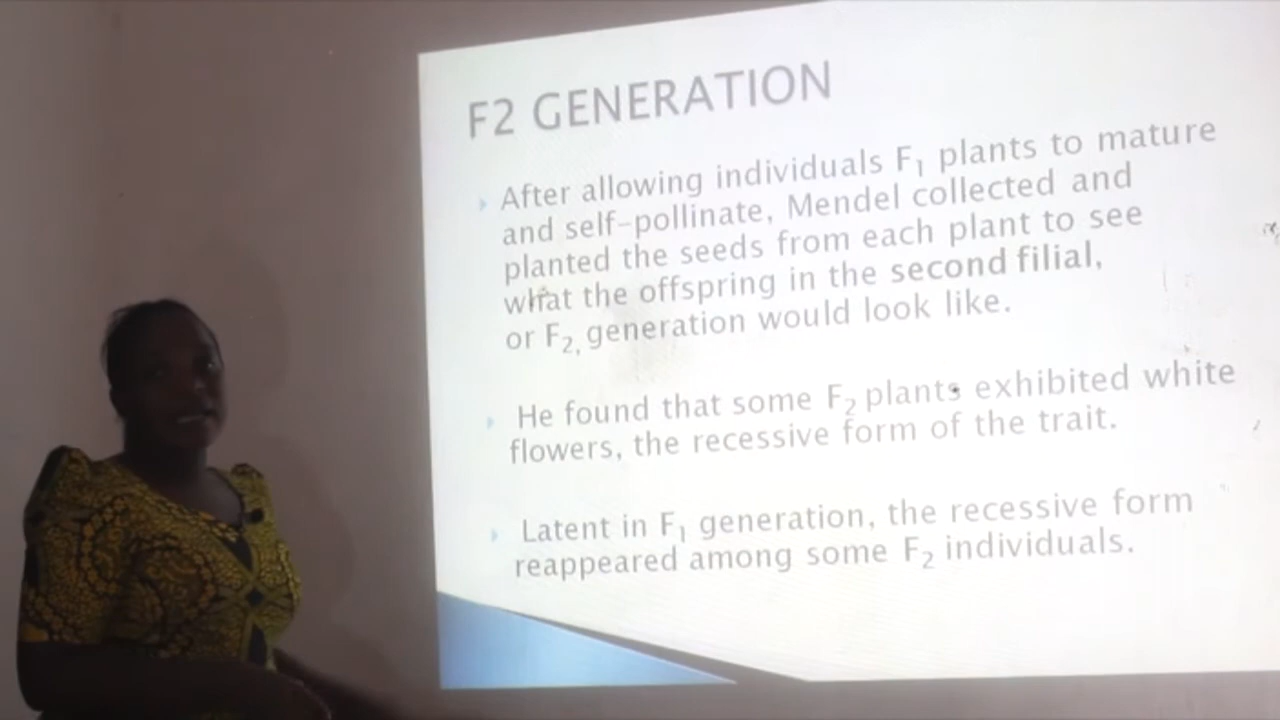 F2 GENERATION
After allowing individuals F₁ plants to mature
and self-pollinate, Mendel collected and
planted the seeds from each plant to see
what the offspring in the second filial,
or F₂, generation would look like.
He found that some F₂ plants exhibited white
flowers, the recessive form of the trait.
Latent in F₁ generation, the recessive form
reappeared among some F₂ individuals.